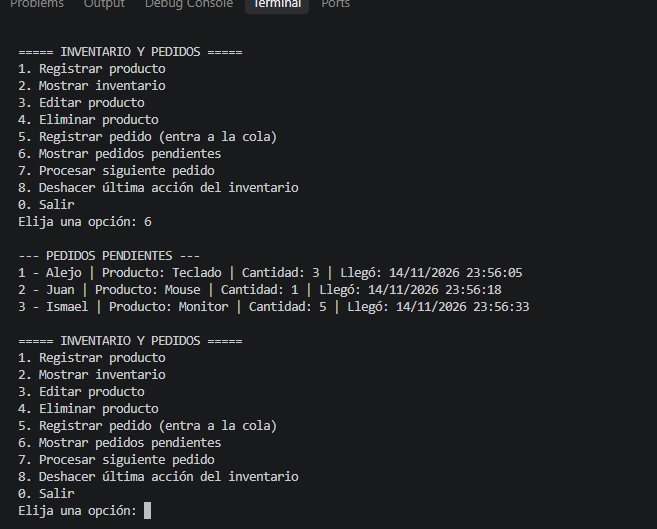 Problems Output Debug Console Terminal Ports
===== INVENTARIO Y PEDIDOS =====
1. Registrar producto
2. Mostrar inventario
3. Editar producto
4. Eliminar producto
5. Registrar pedido (entra a la cola)
6. Mostrar pedidos pendientes
7. Procesar siguiente pedido
8. Deshacer última acción del inventario
0. Salir
Elija una opción: 6
--- PEDIDOS PENDIENTES ---
1 - Alejo | Producto: Teclado | Cantidad: 3 | Llegó: 14/11/2026 23:56:05
2 - Juan | Producto: Mouse | Cantidad: 1 | Llegó: 14/11/2026 23:56:18
3 - Ismael | Producto: Monitor | Cantidad: 5 | Llegó: 14/11/2026 23:56:33
===== INVENTARIO Y PEDIDOS =====
1. Registrar producto
2. Mostrar inventario
3. Editar producto
4. Eliminar producto
5. Registrar pedido (entra a la cola)
6. Mostrar pedidos pendientes
7. Procesar siguiente pedido
8. Deshacer última acción del inventario
0. Salir
Elija una opción: